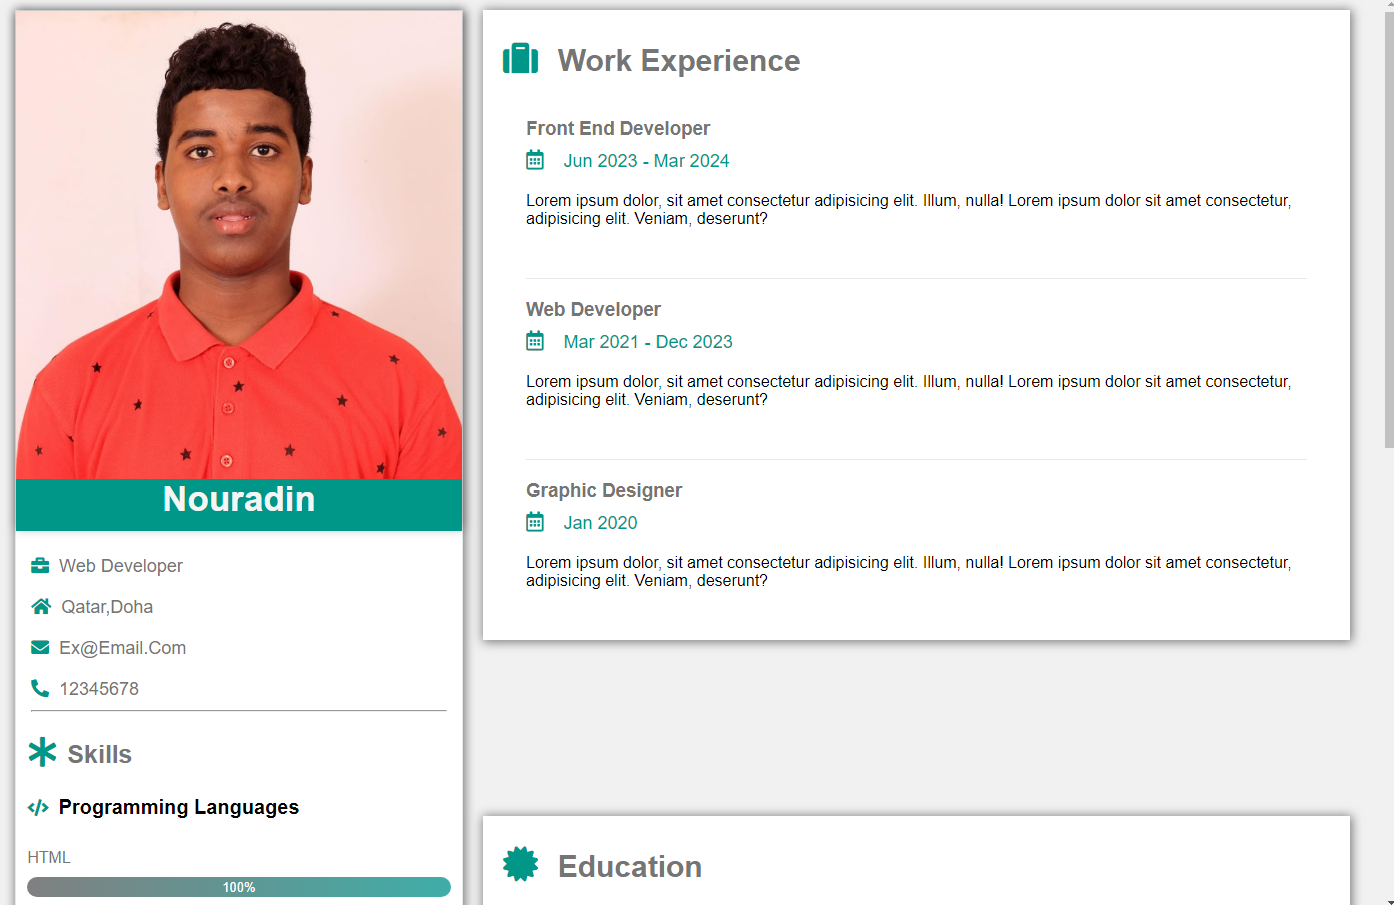 Nouradin
Web Developer
Qatar,Doha
Ex@Email.Com
12345678
Skills
Programming Languages
HTML
100%
Work Experience
Front End Developer
Jun 2023 - Mar 2024
Lorem ipsum dolor, sit amet consectetur adipisicing elit. Illum, nulla! Lorem ipsum dolor sit amet consectetur,
adipisicing elit. Veniam, deserunt?
Web Developer
Mar 2021 - Dec 2023
Lorem ipsum dolor, sit amet consectetur adipisicing elit. Illum, nulla! Lorem ipsum dolor sit amet consectetur,
adipisicing elit. Veniam, deserunt?
Graphic Designer
Jan 2020
Lorem ipsum dolor, sit amet consectetur adipisicing elit. Illum, nulla! Lorem ipsum dolor sit amet consectetur,
adipisicing elit. Veniam, deserunt?
Education